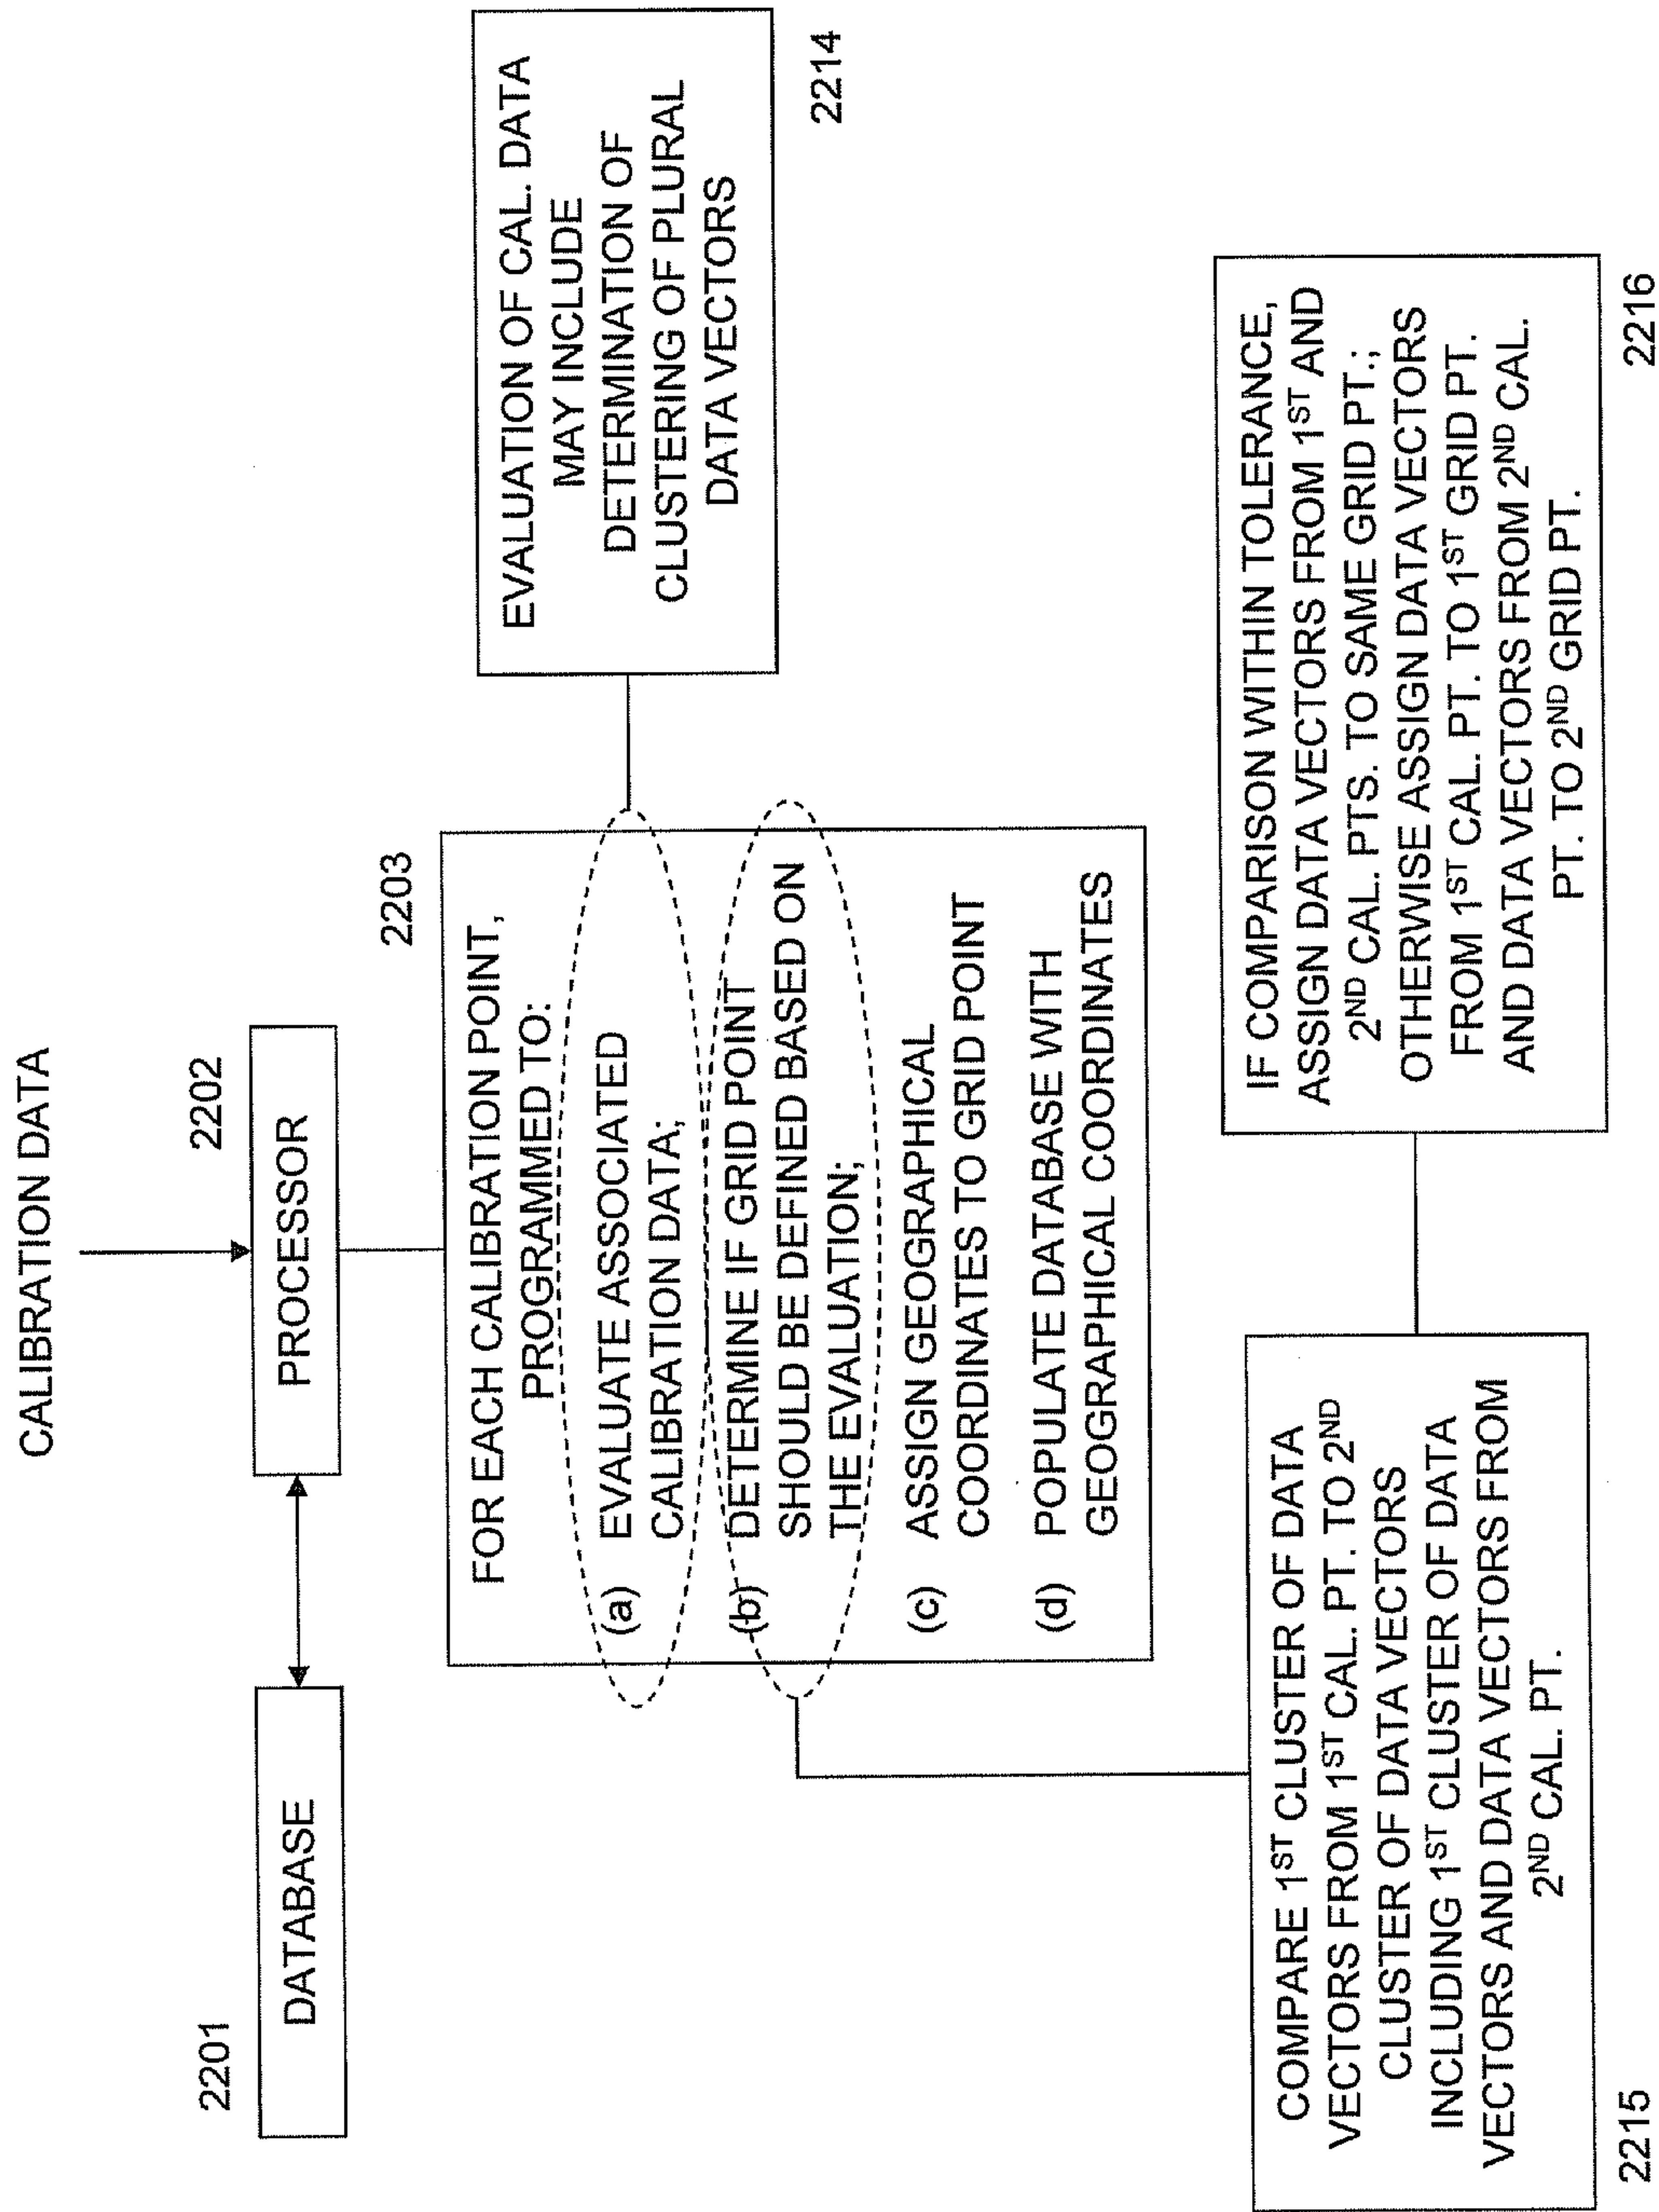 CALIBRATION DATA
2201
DATABASE
2202
PROCESSOR
2203
FOR EACH CALIBRATION POINT,
PROGRAMMED TO:
(a) EVALUATE ASSOCIATED
CALIBRATION DATA;
(b) DETERMINE IF GRID POINT
SHOULD BE DEFINED BASED ON
THE EVALUATION;
(c) ASSIGN GEOGRAPHICAL
COORDINATES TO GRID POINT
(d) POPULATE DATABASE WITH
GEOGRAPHICAL COORDINATES
EVALUATION OF CAL. DATA
MAY INCLUDE
DETERMINATION OF
CLUSTERING OF PLURAL
DATA VECTORS
2214
COMPARE 1ST CLUSTER OF DATA
VECTORS FROM 1ST CAL. PT. TO 2ND
CLUSTER OF DATA VECTORS
INCLUDING 1ST CLUSTER OF DATA
VECTORS AND DATA VECTORS FROM
2ND CAL. PT.
2215
IF COMPARISON WITHIN TOLERANCE,
ASSIGN DATA VECTORS FROM 1ST AND
2ND CAL. PTS. TO SAME GRID PT.;
OTHERWISE ASSIGN DATA VECTORS
FROM 1ST CAL. PT. TO 1ST GRID PT.
AND DATA VECTORS FROM 2ND CAL.
PT. TO 2ND GRID PT.
2216